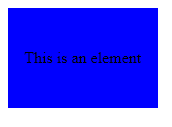 This is an element